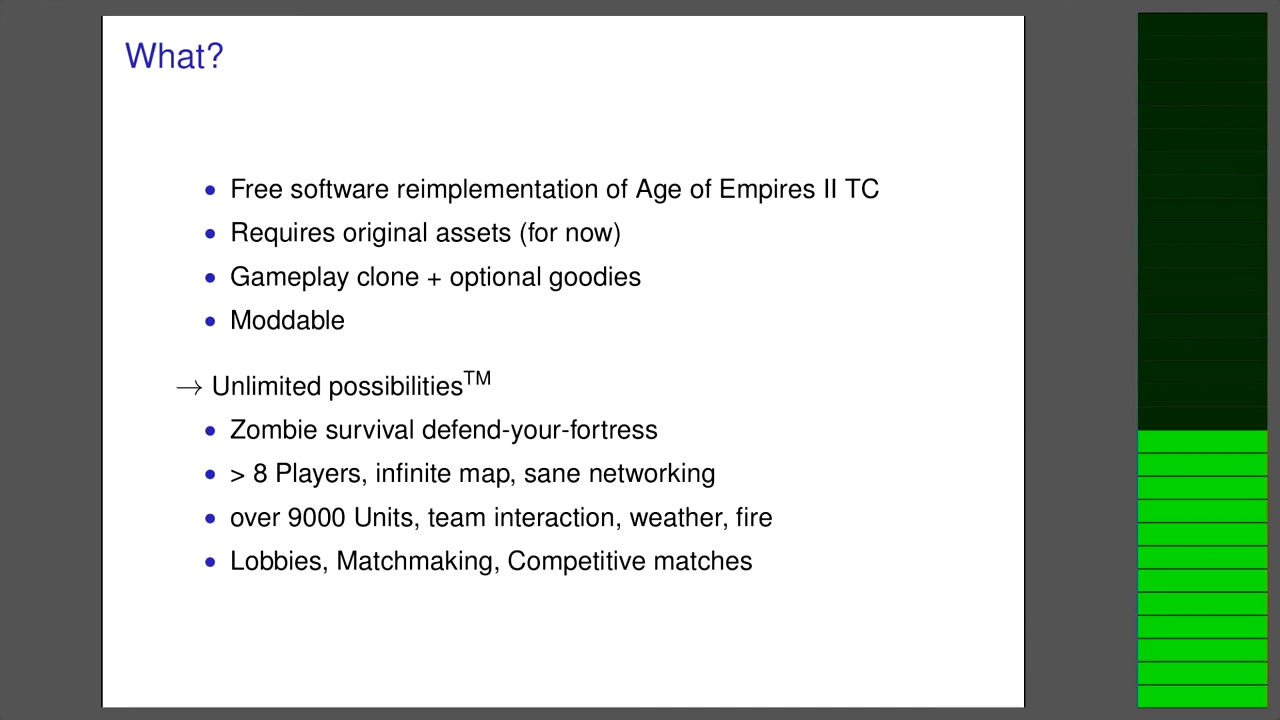 What?
• Free software reimplementation of Age of Empires II TC
• Requires original assets (for now)
• Gameplay clone + optional goodies
• Moddable
→ Unlimited possibilities™
• Zombie survival defend-your-fortress
• > 8 Players, infinite map, sane networking
• over 9000 Units, team interaction, weather, fire
• Lobbies, Matchmaking, Competitive matches